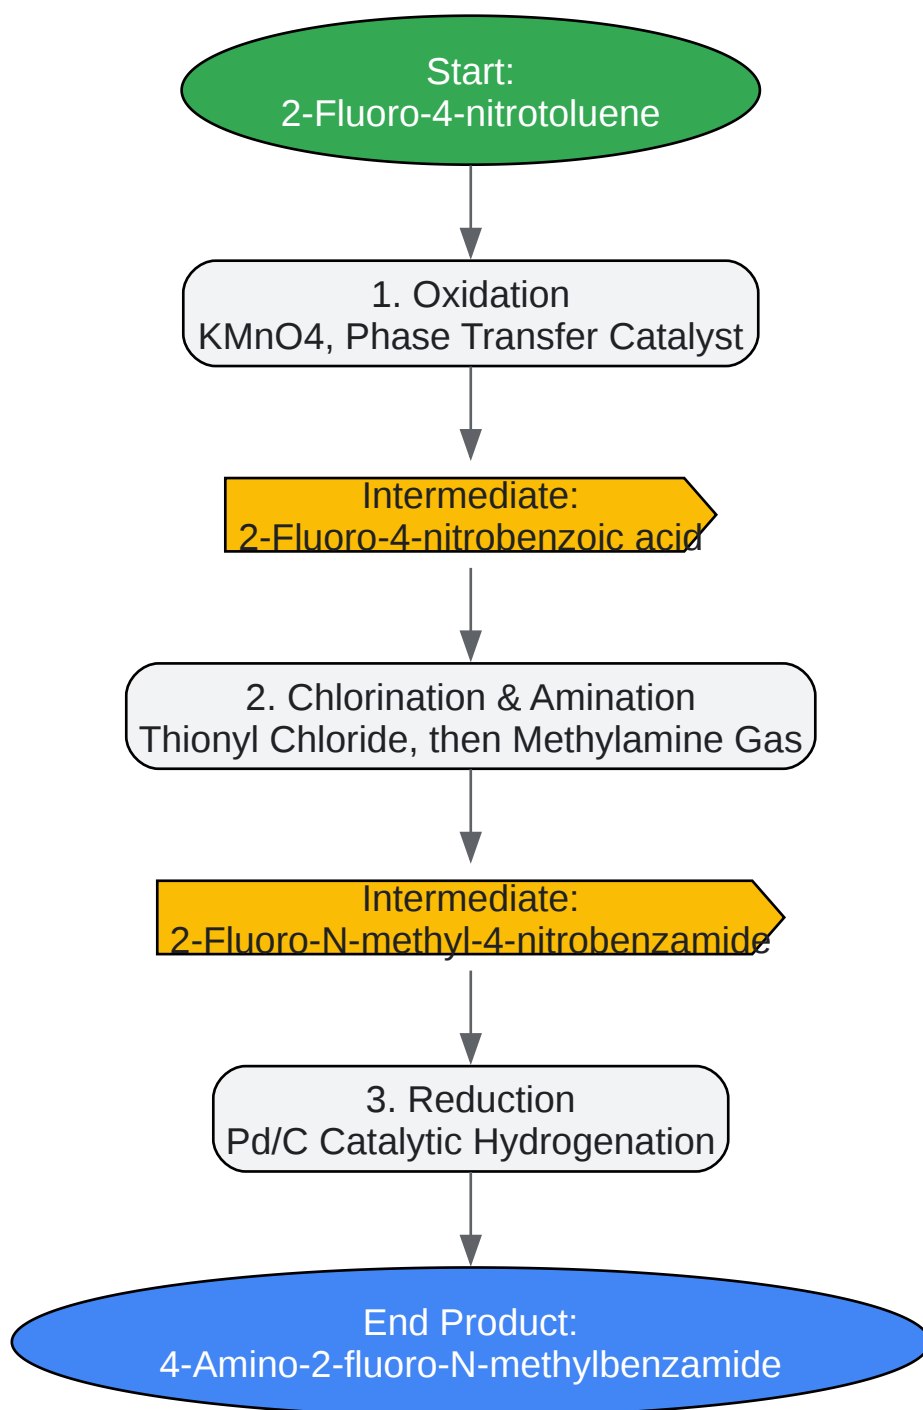 Start:
2-Fluoro-4-nitrotoluene
1. Oxidation
KMnO4, Phase Transfer Catalyst
Intermediate:
2-Fluoro-4-nitrobenzoic acid
2. Chlorination & Amination
Thionyl Chloride, then Methylamine Gas
Intermediate:
2-Fluoro-N-methyl-4-nitrobenzamide
3. Reduction
Pd/C Catalytic Hydrogenation
End Product:
4-Amino-2-fluoro-N-methylbenzamide